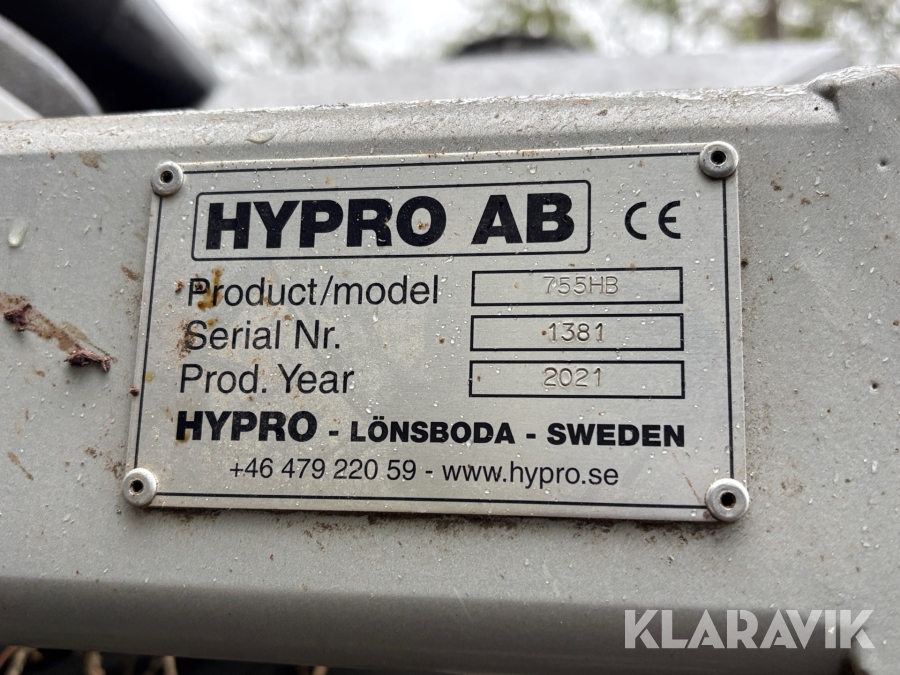 HYPRO AB CE
Product/model 755HB
Serial Nr. 1381
Prod. Year 2021
HYPRO - LÖNSBODA - SWEDEN
+46 479 220 59 - www.hypro.se
KLARAVIK